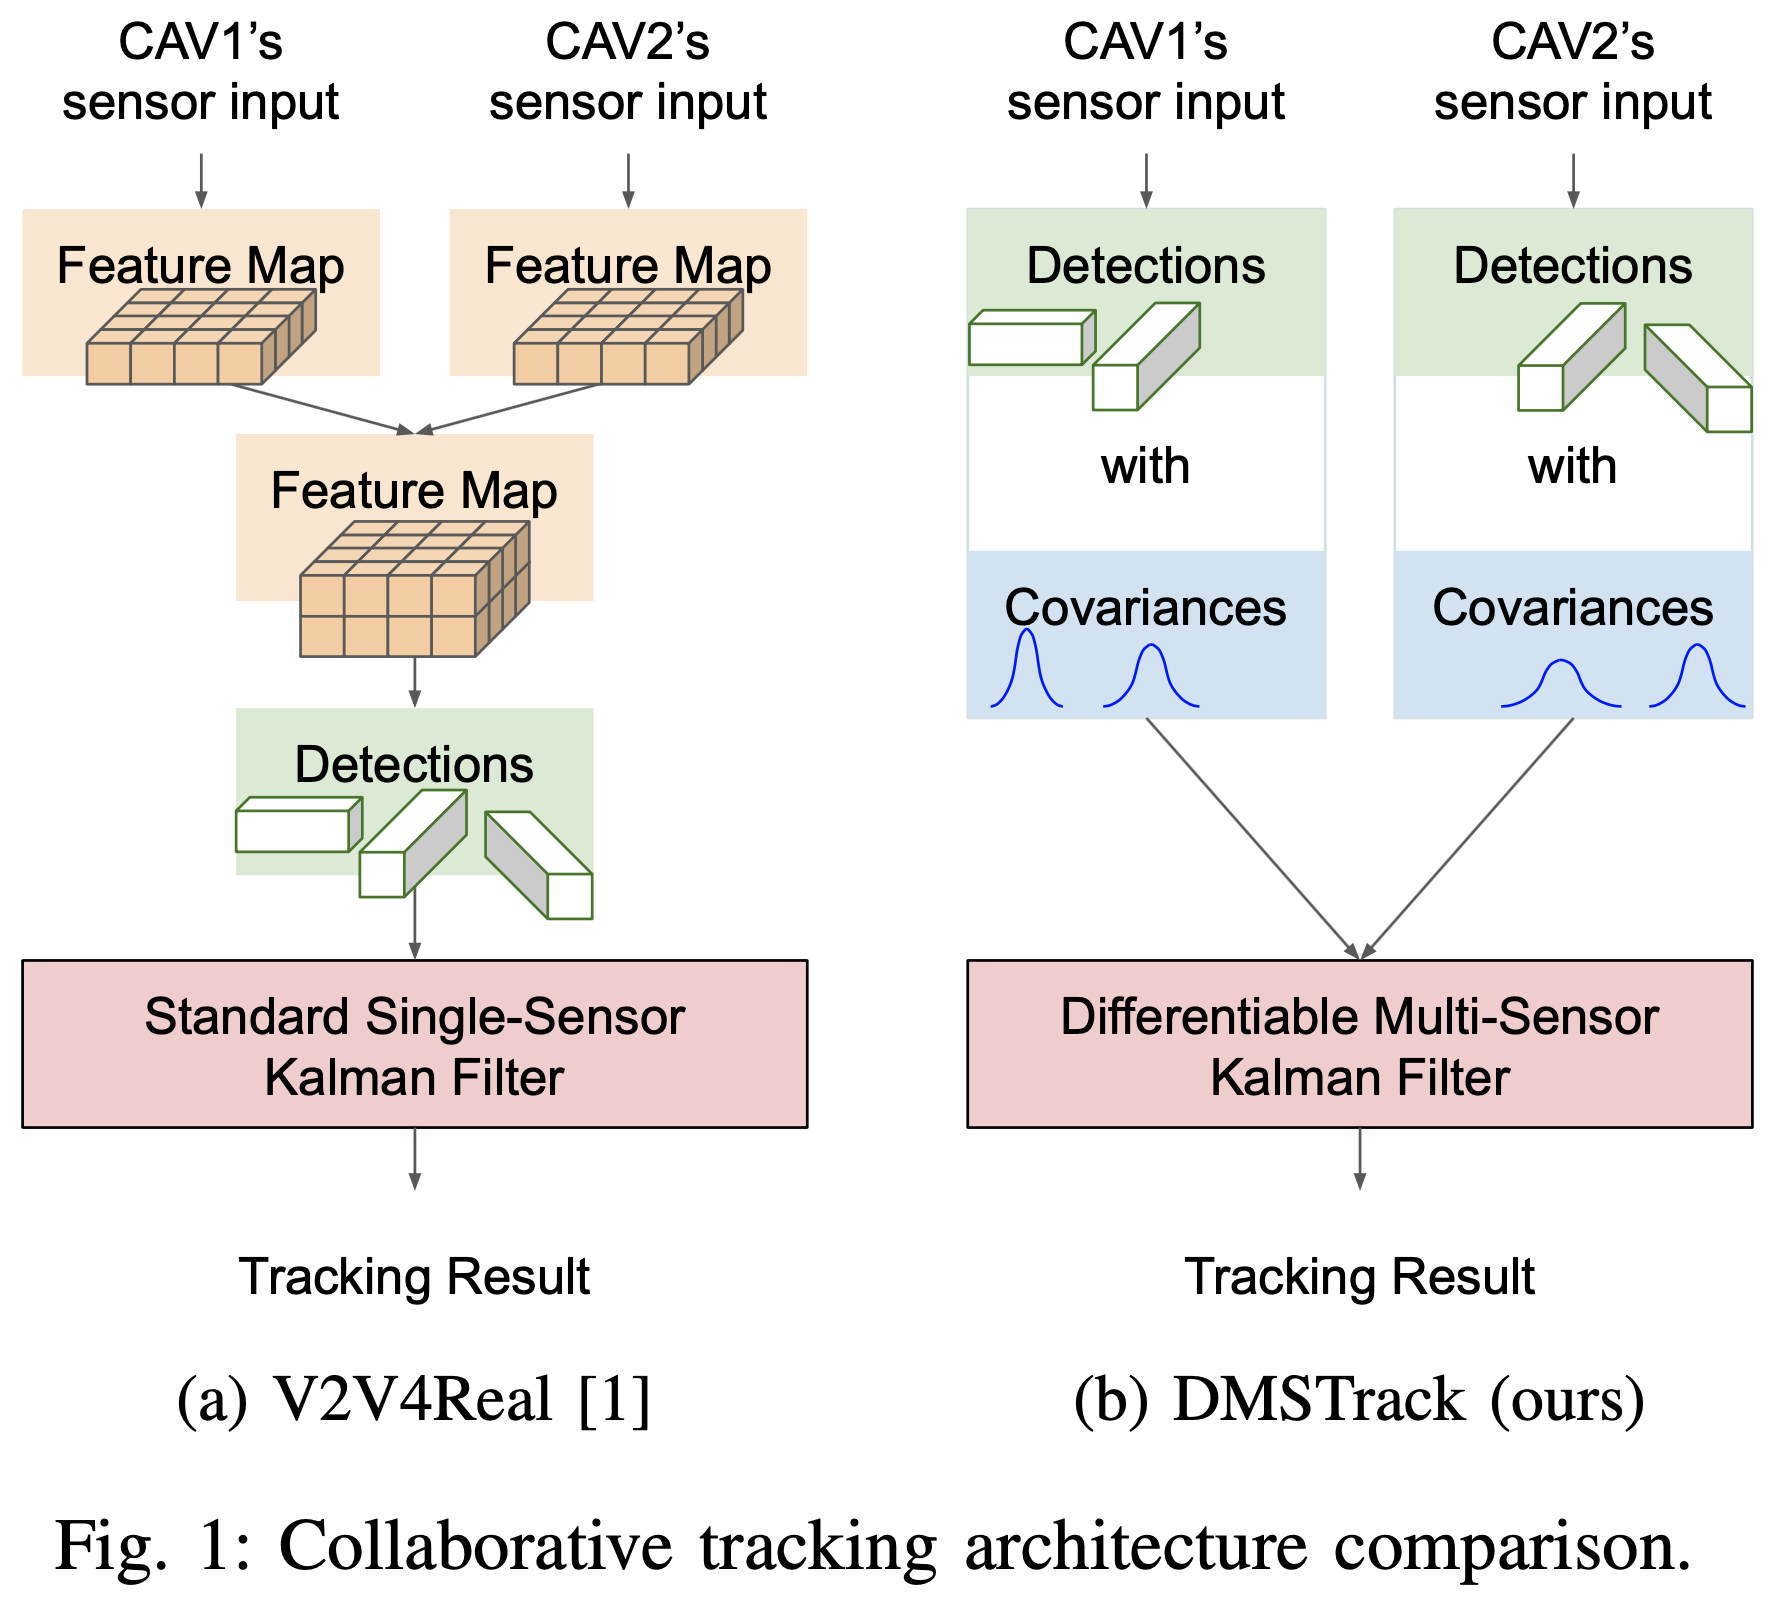 CAV1’s
sensor input
CAV2’s
sensor input
Feature Map
Feature Map
Feature Map
Detections
Standard Single-Sensor
Kalman Filter
Tracking Result
(a) V2V4Real [1]
CAV1’s
sensor input
CAV2’s
sensor input
Detections
with
Covariances
Detections
with
Covariances
Differentiable Multi-Sensor
Kalman Filter
Tracking Result
(b) DMSTrack (ours)
Fig. 1: Collaborative tracking architecture comparison.